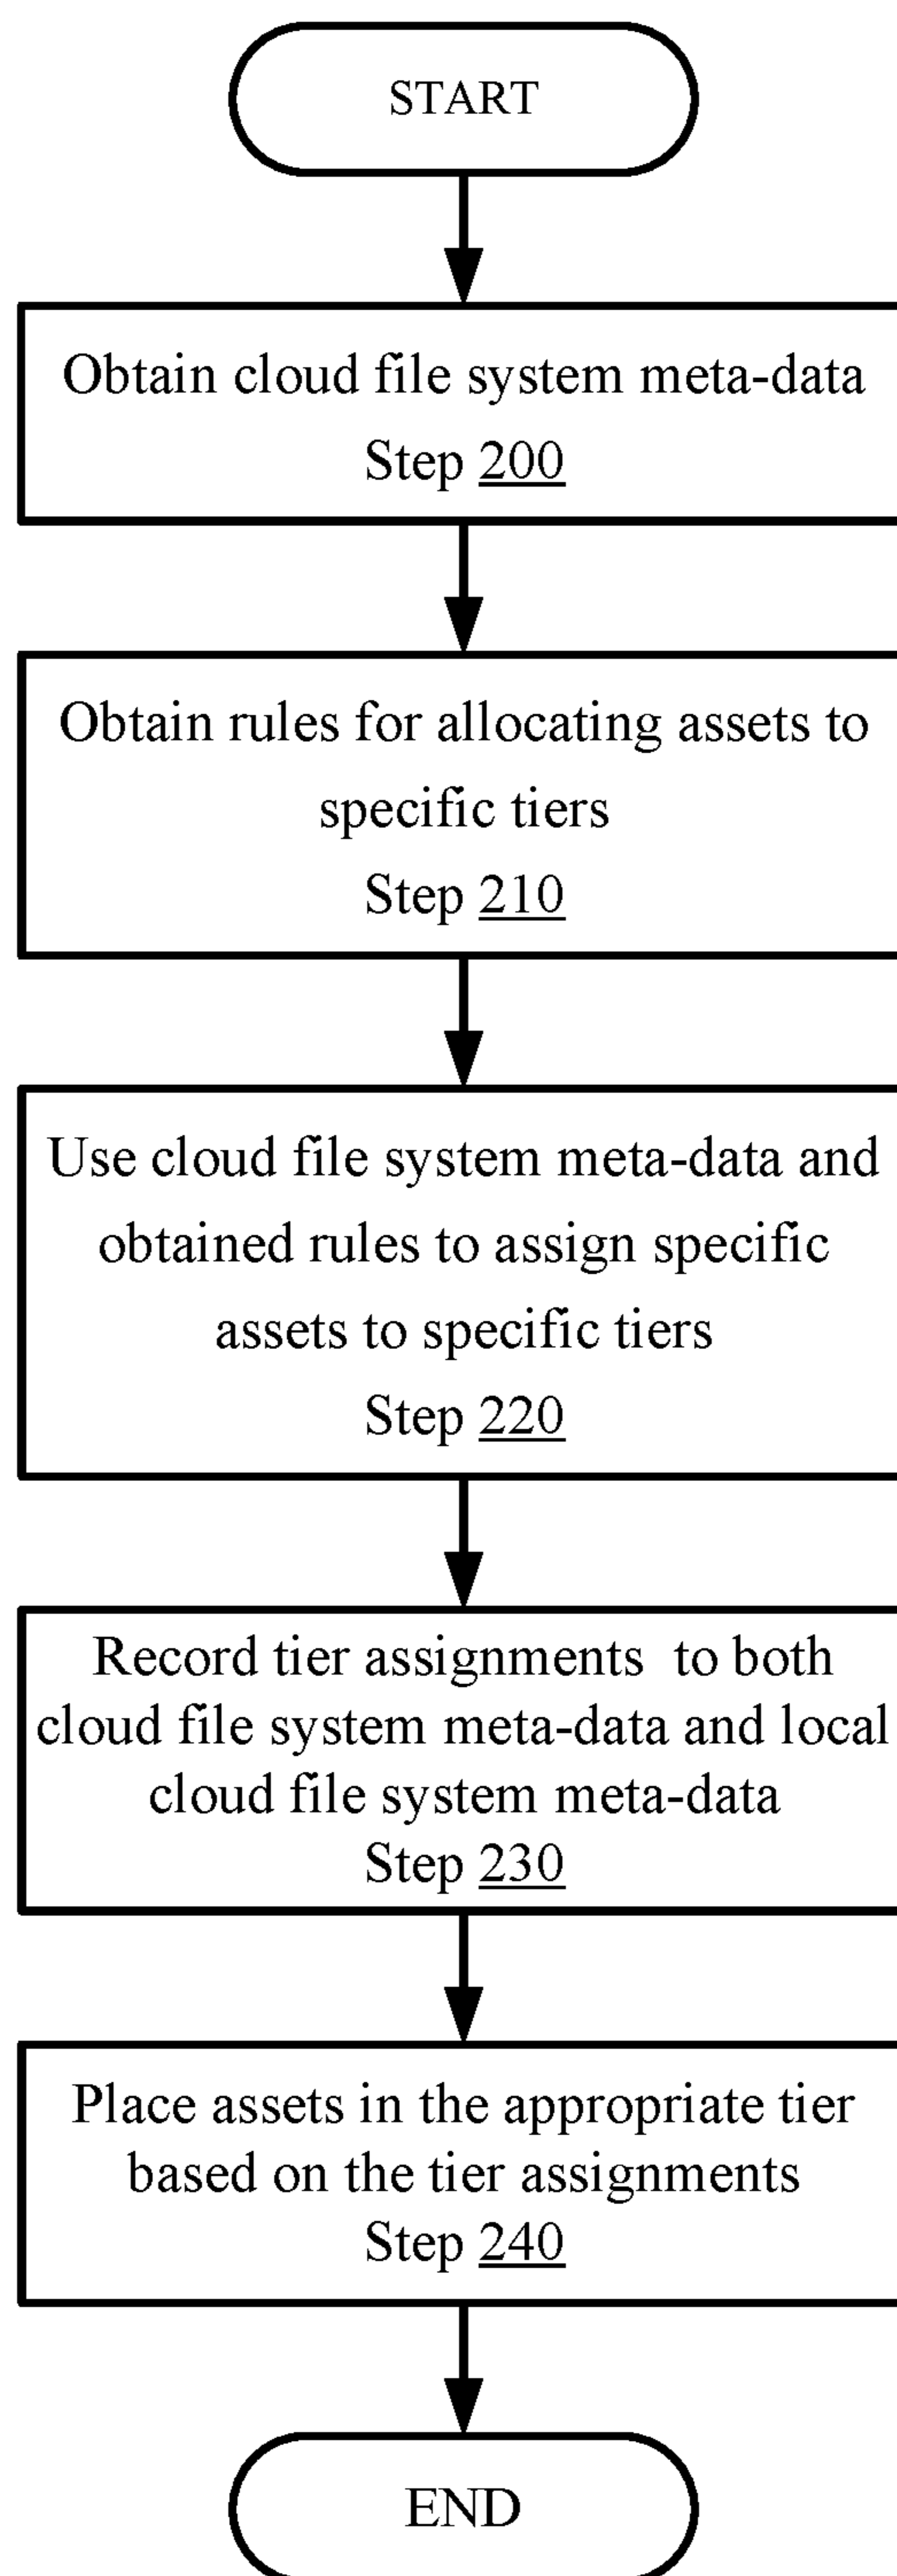 START
Obtain cloud file system meta-data
Step 200
Obtain rules for allocating assets to
specific tiers
Step 210
Use cloud file system meta-data and
obtained rules to assign specific
assets to specific tiers
Step 220
Record tier assignments to both
cloud file system meta-data and local
cloud file system meta-data
Step 230
Place assets in the appropriate tier
based on the tier assignments
Step 240
END